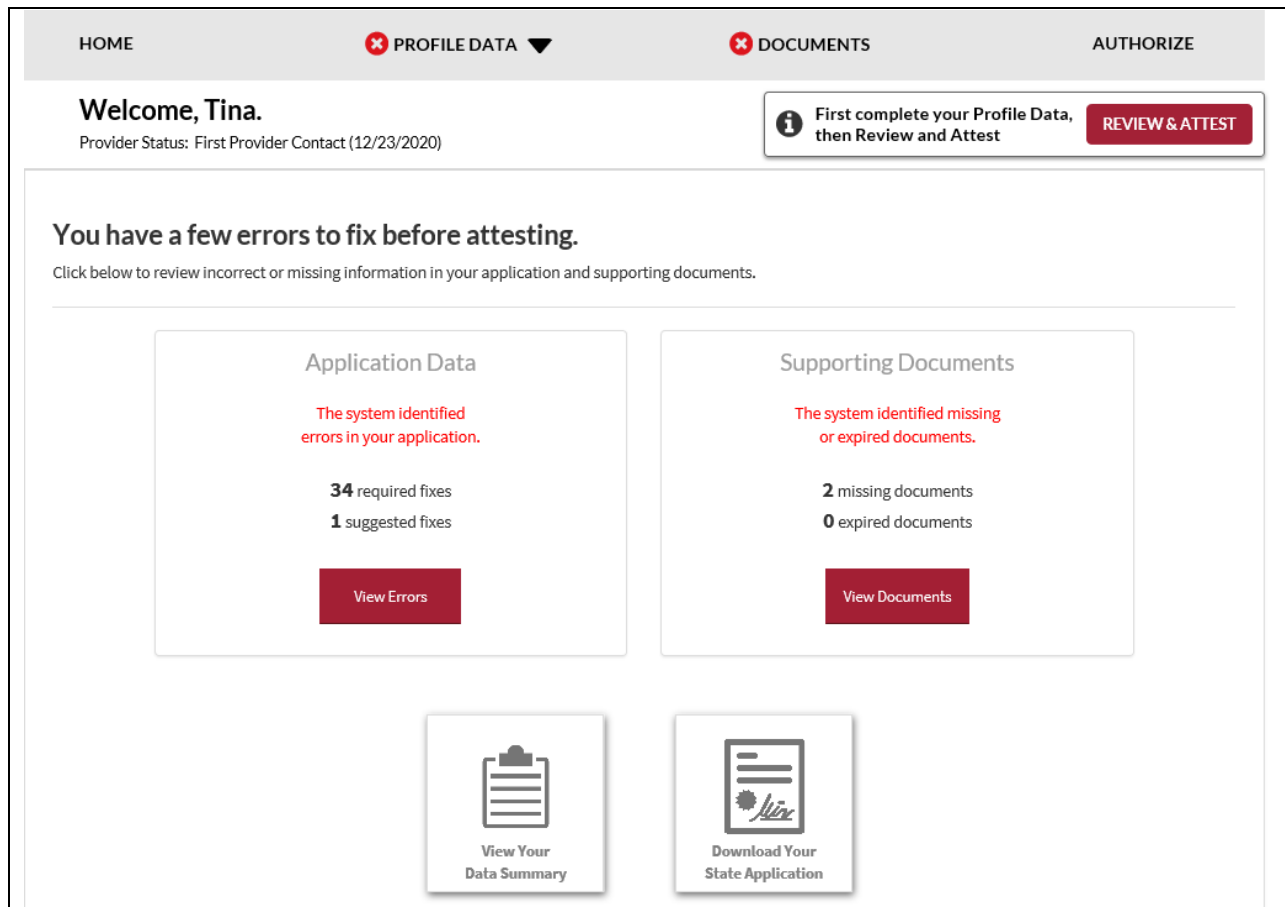 HOME
PROFILE DATA
DOCUMENTS
AUTHORIZE
Welcome, Tina.
Provider Status: First Provider Contact (12/23/2020)
First complete your Profile Data,
then Review and Attest
REVIEW & ATTEST
You have a few errors to fix before attesting.
Click below to review incorrect or missing information in your application and supporting documents.
Application Data
The system identified
errors in your application.
34 required fixes
1 suggested fixes
View Errors
Supporting Documents
The system identified missing
or expired documents.
2 missing documents
0 expired documents
View Documents
View Your
Data Summary
Download Your
State Application